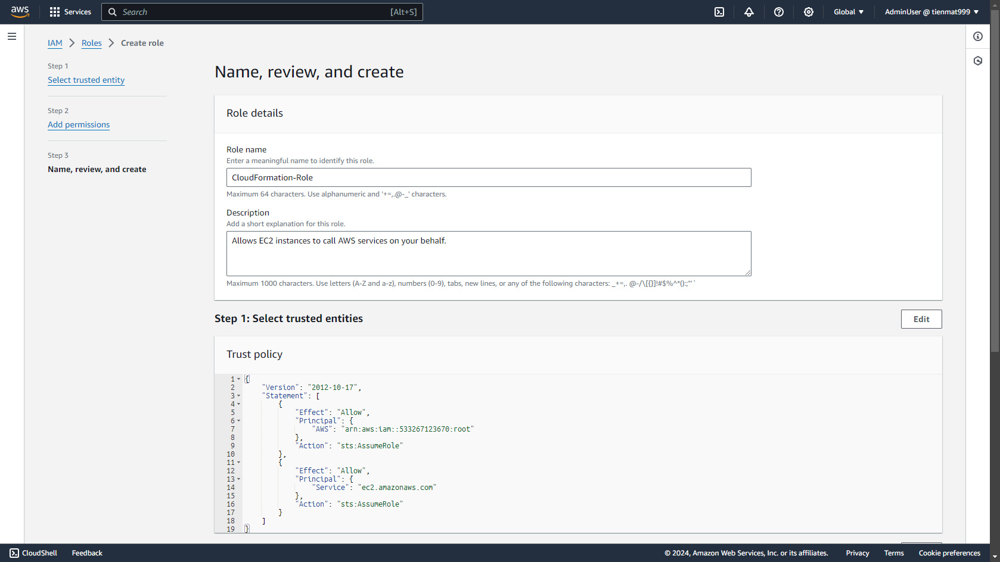 aws
Services
Search
[Alt+S]
Global ▼
AdminUser @ tienmat999 ▼
IAM > Roles > Create role
Step 1
Select trusted entity
Step 2
Add permissions
Step 3
Name, review, and create
Name, review, and create
Role details
Role name
Enter a meaningful name to identify this role.
CloudFormation-Role
Maximum 64 characters. Use alphanumeric and '+=,.@-_' characters.
Description
Add a short explanation for this role.
Allows EC2 instances to call AWS services on your behalf.
Maximum 1000 characters. Use letters (A-Z and a-z), numbers (0-9), tabs, new lines, or any of the following characters: _+=,. @-/\[{}]!#$%^*();:"'`
Step 1: Select trusted entities
Edit
Trust policy
1 {
2     "Version": "2012-10-17",
3     "Statement": [
4         {
5             "Effect": "Allow",
6             "Principal": {
7                 "AWS": "arn:aws:iam::533267123670:root"
8             },
9             "Action": "sts:AssumeRole"
10         },
11         {
12             "Effect": "Allow",
13             "Principal": {
14                 "Service": "ec2.amazonaws.com"
15             },
16             "Action": "sts:AssumeRole"
17         }
18     ]
19 }
CloudShell
Feedback
© 2024, Amazon Web Services, Inc. or its affiliates.
Privacy
Terms
Cookie preferences